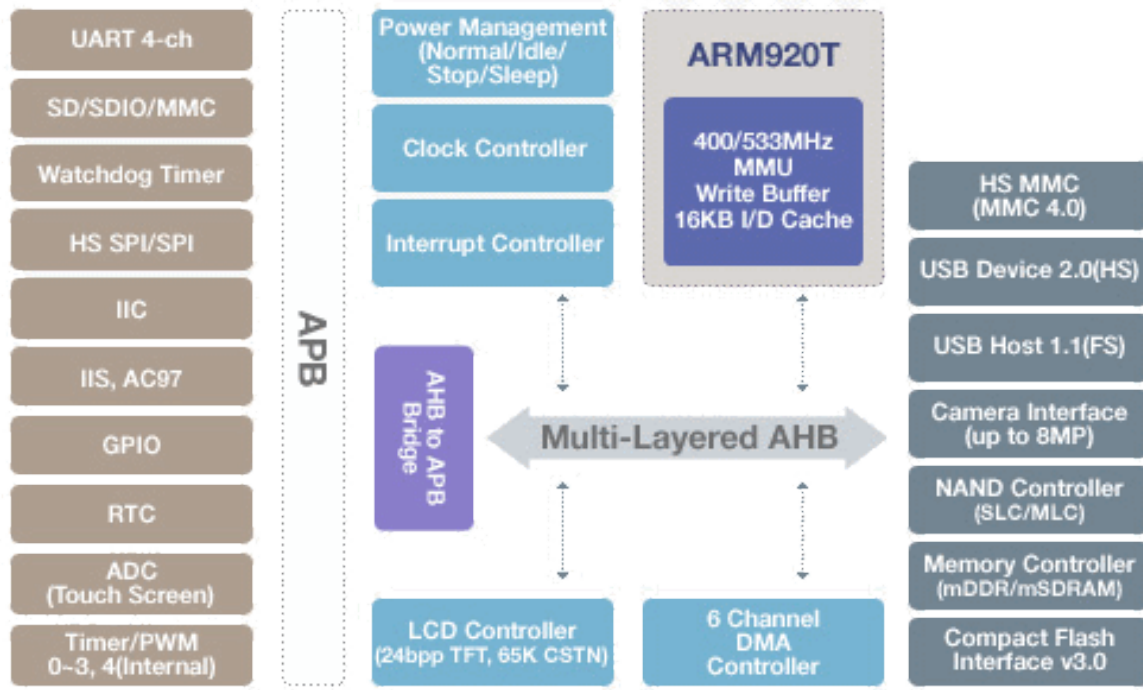 UART 4-ch
SD/SDIO/MMC
Watchdog Timer
HS SPI/SPI
IIC
IIS, AC97
GPIO
RTC
ADC
(Touch Screen)
Timer/PWM
0~3, 4(Internal)
APB
Power Management
(Normal/Idle/
Stop/Sleep)
Clock Controller
Interrupt Controller
AHB to APB
Bridge
LCD Controller
(24bpp TFT, 65K CSTN)
ARM920T
400/533MHz
MMU
Write Buffer
16KB I/D Cache
Multi-Layered AHB
6 Channel
DMA
Controller
HS MMC
(MMC 4.0)
USB Device 2.0(HS)
USB Host 1.1(FS)
Camera Interface
(up to 8MP)
NAND Controller
(SLC/MLC)
Memory Controller
(mDDR/mSDRAM)
Compact Flash
Interface v3.0